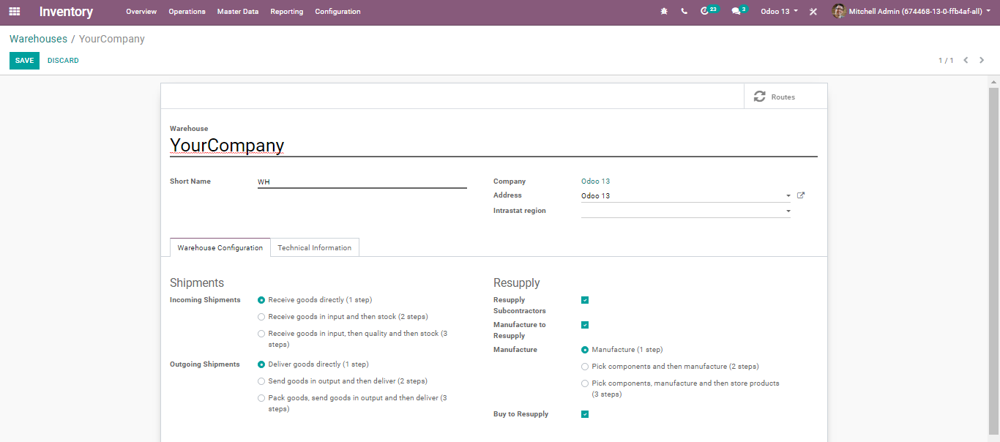 Inventory Overview Operations Master Data Reporting Configuration 23 3 Odoo 13 Mitchell Admin (674468-13-0-ffb4af-all)
Warehouses / YourCompany
SAVE DISCARD 1 / 1
Routes
Warehouse
YourCompany
Short Name WH Company Odoo 13
Address Odoo 13
Intrastat region
Warehouse Configuration Technical Information
Shipments Resupply
Incoming Shipments Receive goods directly (1 step) Resupply
Subcontractors
Receive goods in input and then stock (2 steps) Manufacture to
Receive goods in input, then quality and then stock (3 Resupply
steps) Manufacture Manufacture (1 step)
Outgoing Shipments Deliver goods directly (1 step) Pick components and then manufacture (2 steps)
Send goods in output and then deliver (2 steps) Pick components, manufacture and then store products
(3 steps)
Pack goods, send goods in output and then deliver (3
steps) Buy to Resupply